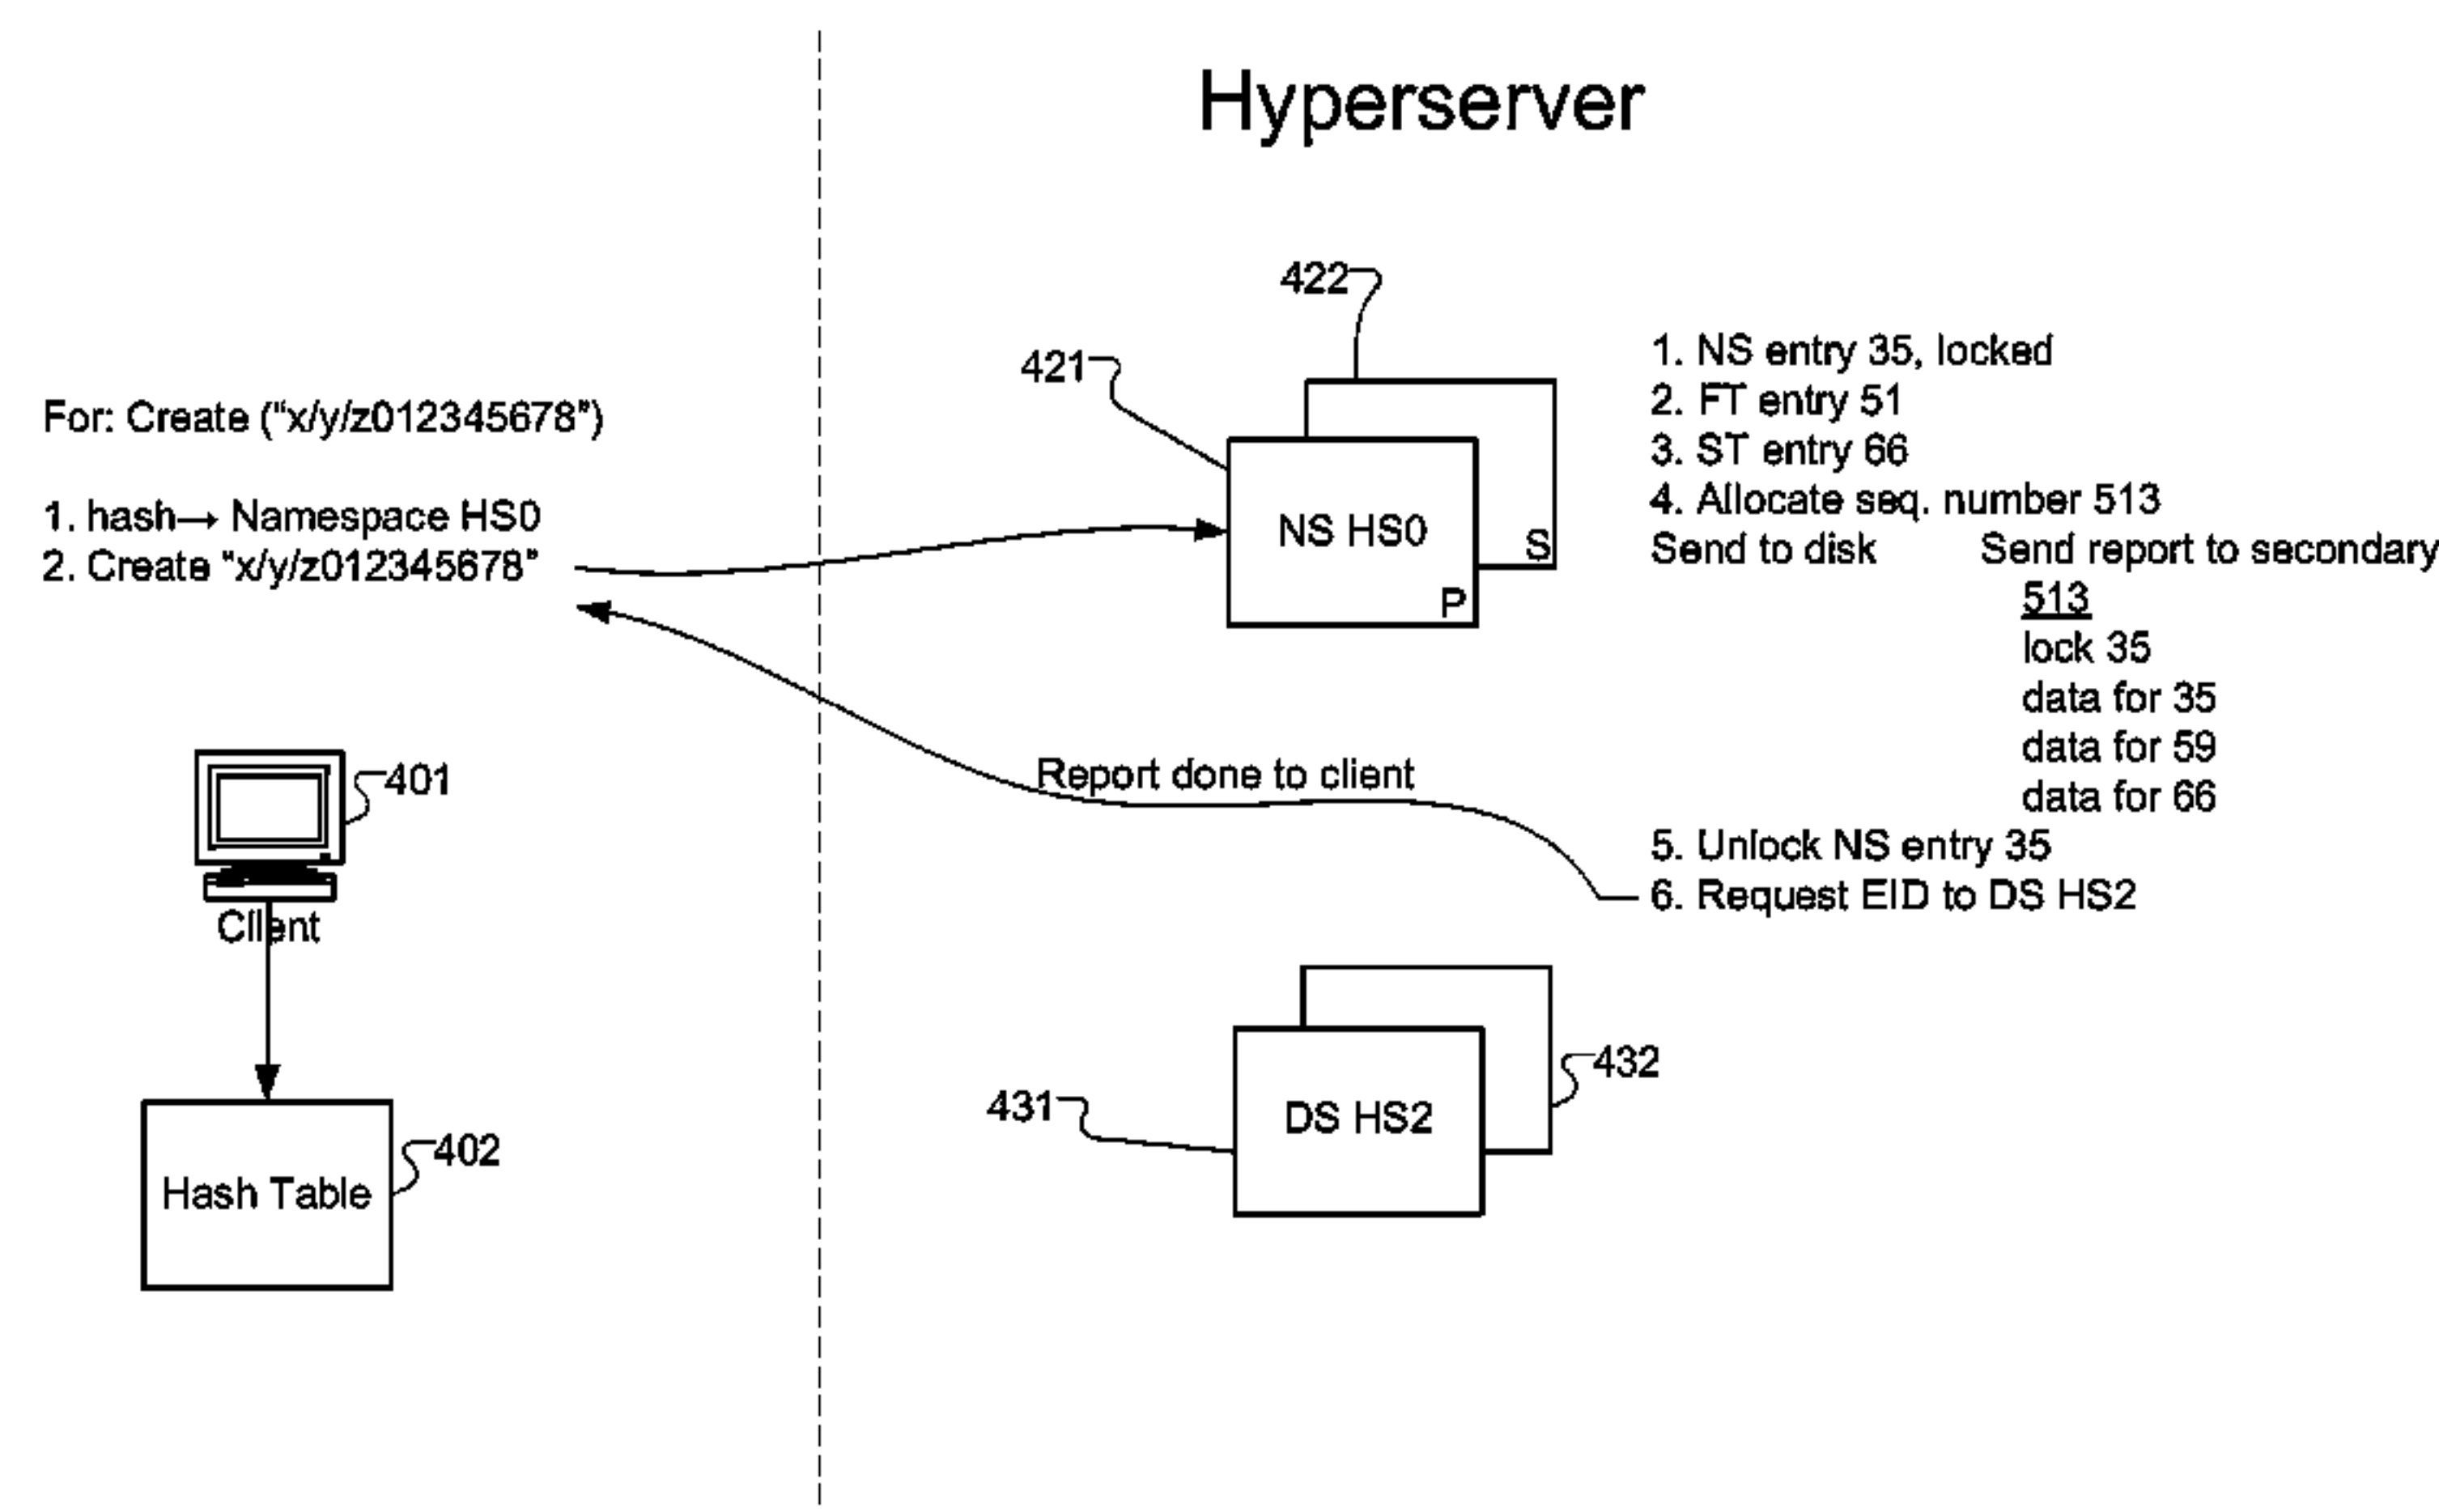 Hyperserver
For: Create (“x/y/z012345678”)
1. hash→ Namespace HS0
2. Create “x/y/z012345678”
422
421
NS HS0
S
P
1. NS entry 35, locked
2. FT entry 51
3. ST entry 66
4. Allocate seq. number 513
Send to disk Send report to secondary
513
lock 35
data for 35
data for 59
data for 66
5. Unlock NS entry 35
6. Request EID to DS HS2
Report done to client
401
Client
402
Hash Table
431
DS HS2
432